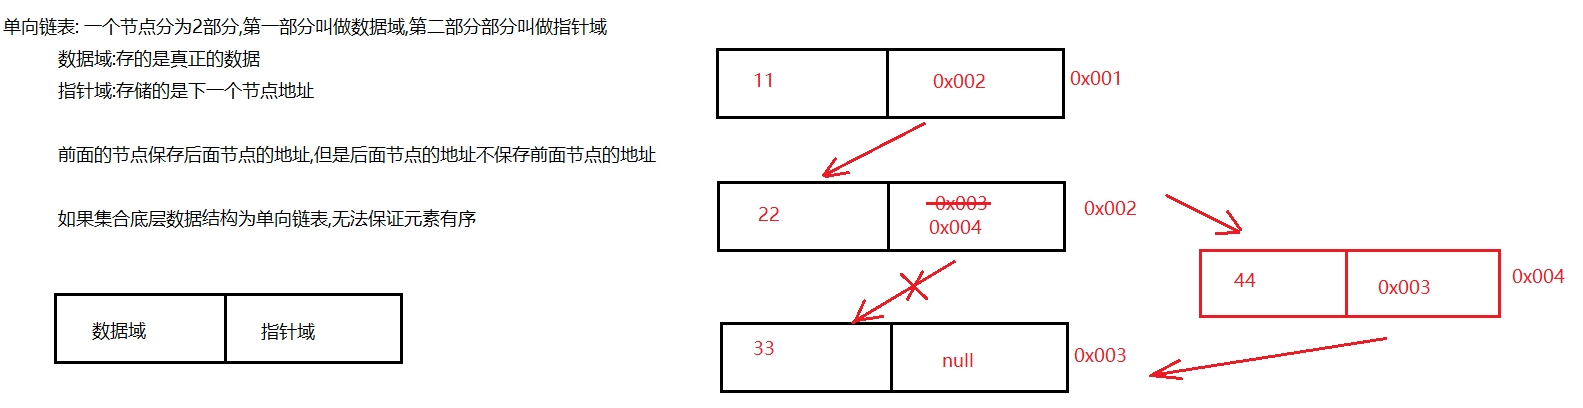 单向链表: 一个节点分为2部分,第一部分叫做数据域,第二部分部分叫做指针域
数据域:存的是真正的数据
指针域:存储的是下一个节点地址
前面的节点保存后面节点的地址,但是后面节点的地址不保存前面节点的地址
如果集合底层数据结构为单向链表,无法保证元素有序
数据域
指针域
11
0x002
0x001
22
0x003
0x004
0x002
44
0x003
0x004
33
null
0x003